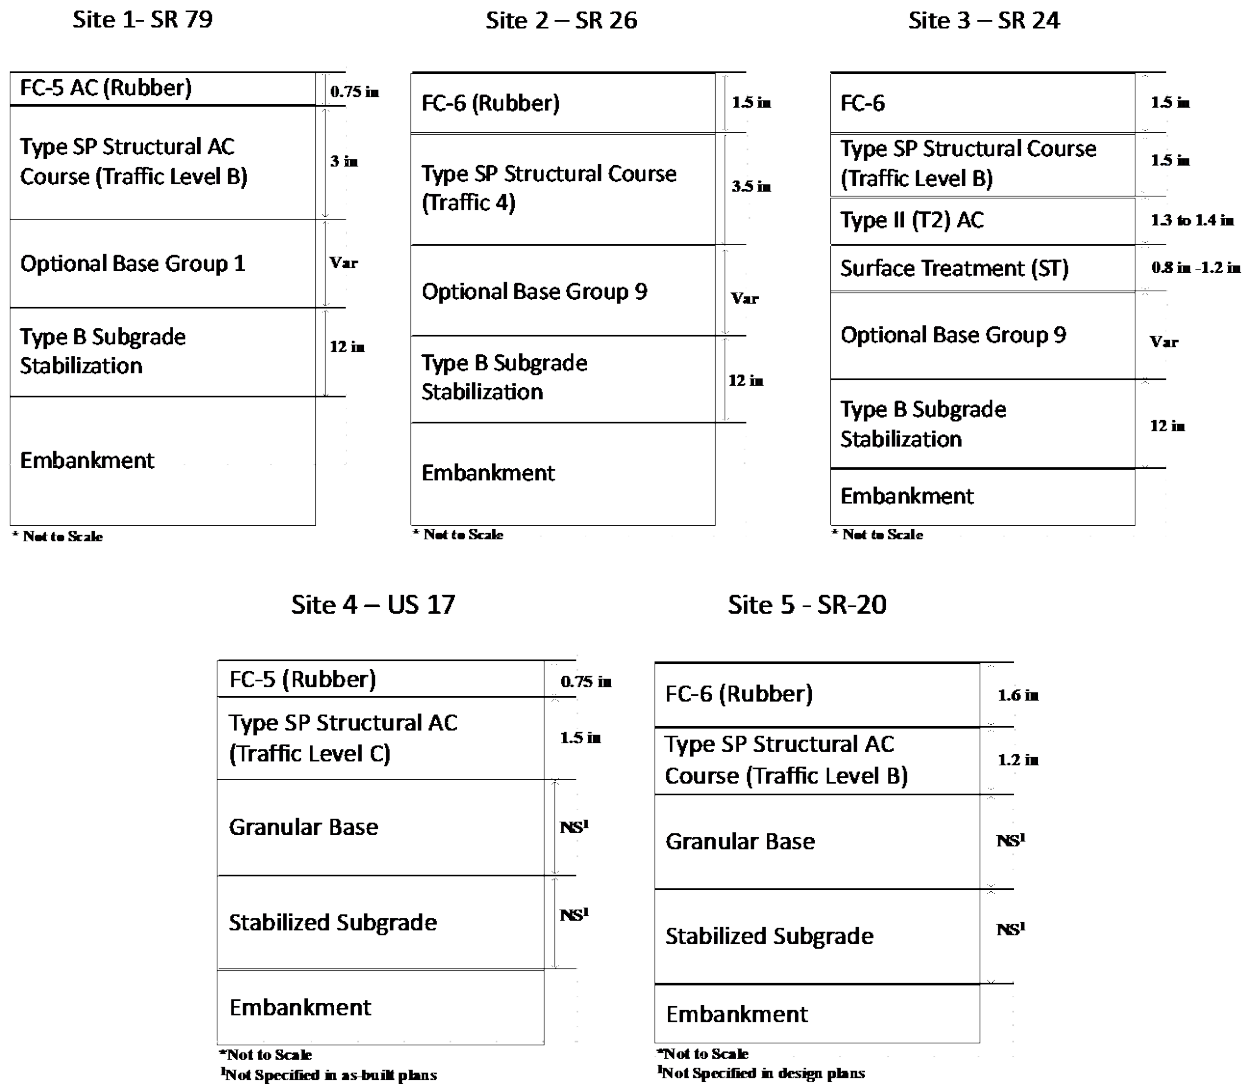 Site 1- SR 79
FC-5 AC (Rubber)
0.75 in
Type SP Structural AC
Course (Traffic Level B)
3 in
Optional Base Group 1
Var
Type B Subgrade
Stabilization
12 in
Embankment
* Not to Scale
Site 2 – SR 26
FC-6 (Rubber)
1.5 in
Type SP Structural Course
(Traffic 4)
3.5 in
Optional Base Group 9
Var
Type B Subgrade
Stabilization
12 in
Embankment
* Not to Scale
Site 3 – SR 24
FC-6
1.5 in
Type SP Structural Course
(Traffic Level B)
1.5 in
Type II (T2) AC
1.3 to 1.4 in
Surface Treatment (ST)
0.8 in -1.2 in
Optional Base Group 9
Var
Type B Subgrade
Stabilization
12 in
Embankment
* Not to Scale
Site 4 – US 17
FC-5 (Rubber)
0.75 in
Type SP Structural AC
(Traffic Level C)
1.5 in
Granular Base
NS¹
Stabilized Subgrade
NS¹
Embankment
*Not to Scale
¹Not Specified in as-built plans
Site 5 - SR-20
FC-6 (Rubber)
1.6 in
Type SP Structural AC
Course (Traffic Level B)
1.2 in
Granular Base
NS¹
Stabilized Subgrade
NS¹
Embankment
*Not to Scale
¹Not Specified in design plans